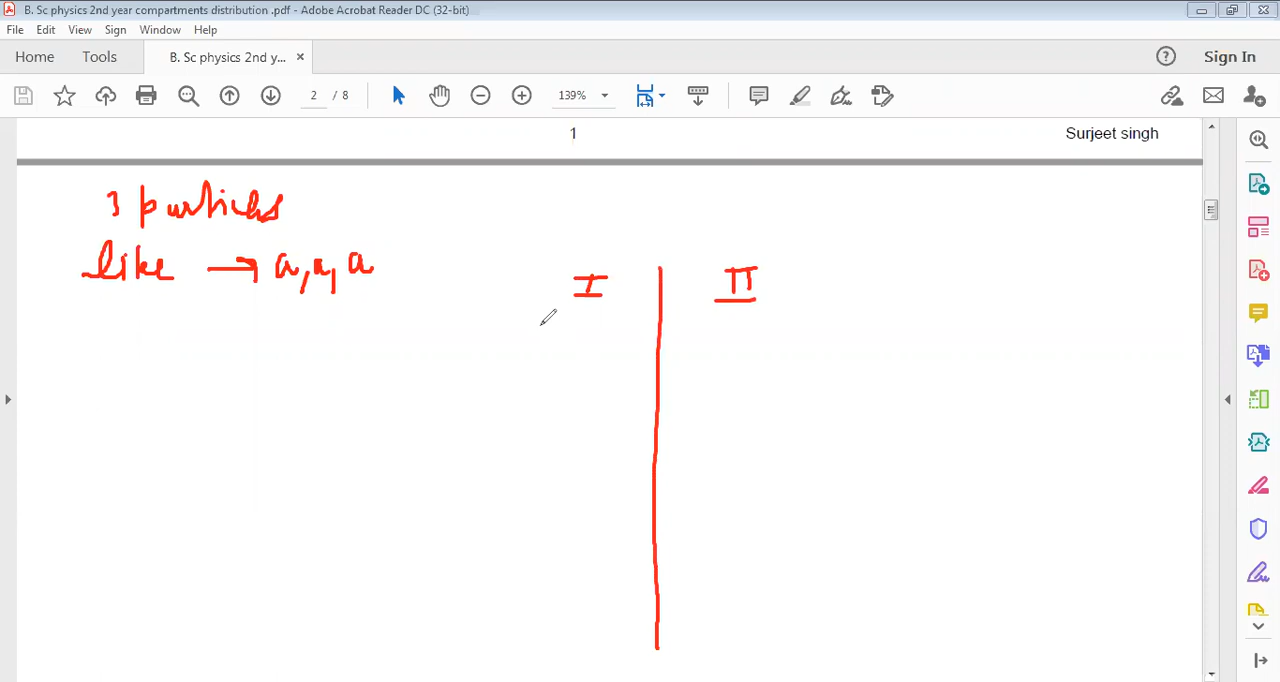 B. Sc physics 2nd year compartments distribution .pdf - Adobe Acrobat Reader DC (32-bit)
File Edit View Sign Window Help
Home Tools B. Sc physics 2nd y... × Sign In
2 / 8 139%
1 Surjeet singh
3 particles
like → a, a, a
I II